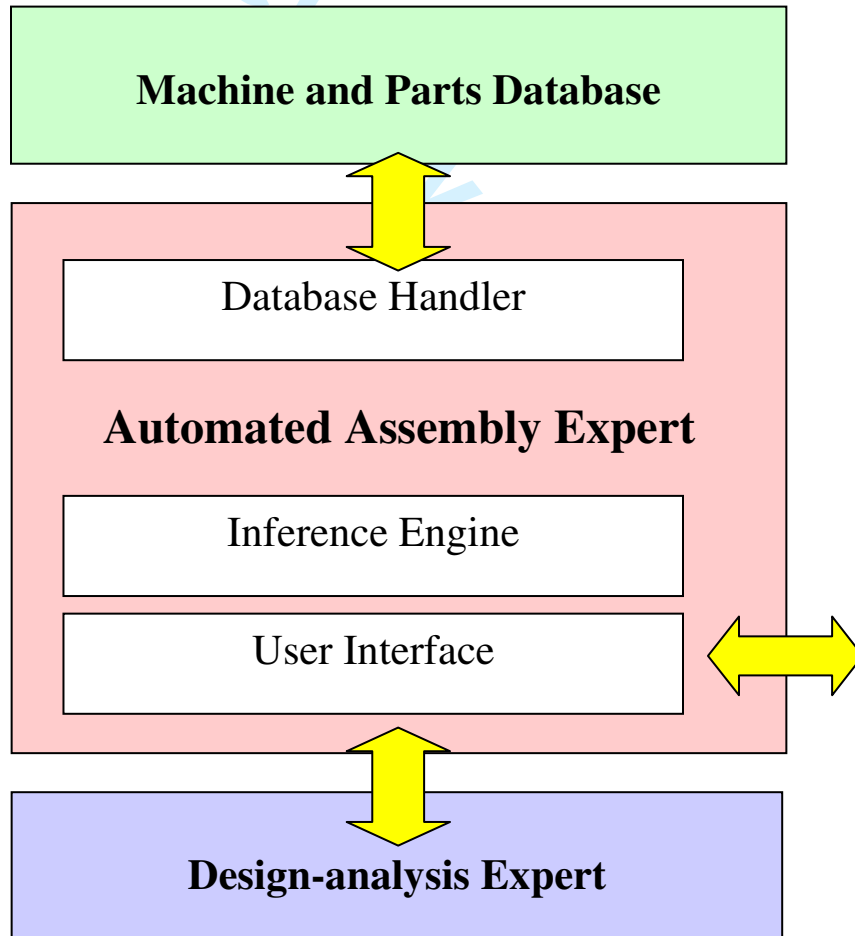 Machine and Parts Database
Database Handler
Automated Assembly Expert
Inference Engine
User Interface
Design-analysis Expert